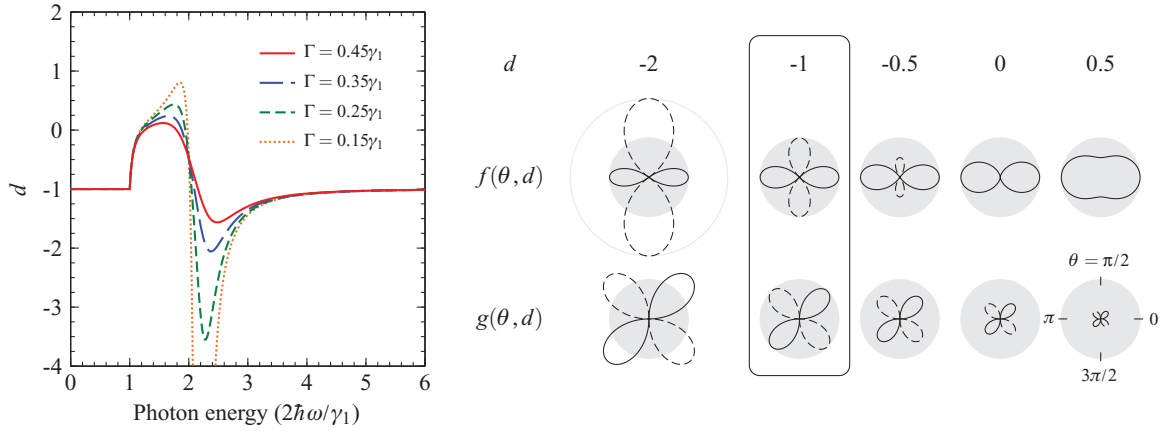 2
1
0
-1
-2
-3
-4
d
0
1
2
3
4
5
6
Photon energy (2ℏω/γ₁)
Γ = 0.45γ₁
Γ = 0.35γ₁
Γ = 0.25γ₁
Γ = 0.15γ₁
d
-2
-1
-0.5
0
0.5
f(θ, d)
g(θ, d)
θ = π/2
π
0
3π/2